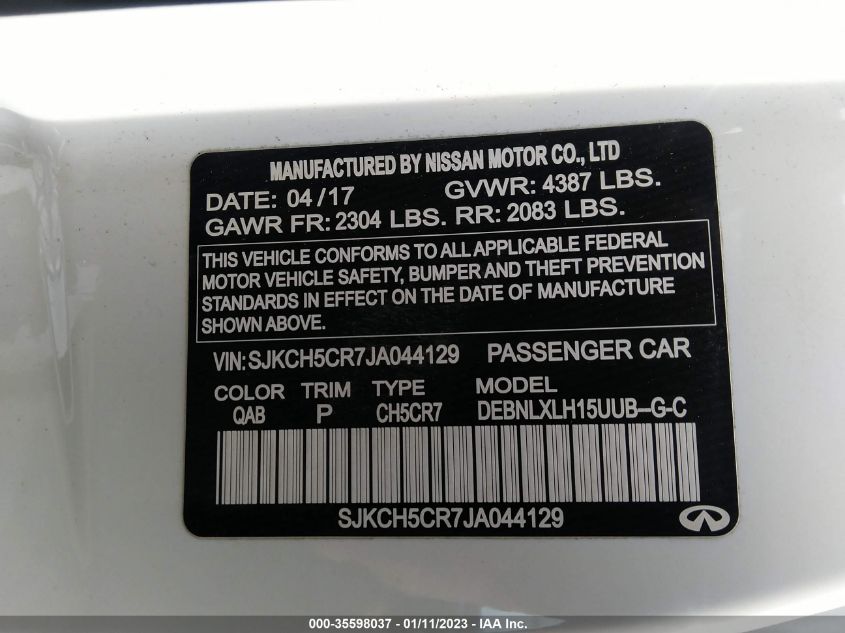 MANUFACTURED BY NISSAN MOTOR CO., LTD
DATE: 04/17 GVWR: 4387 LBS.
GAWR FR: 2304 LBS. RR: 2083 LBS.
THIS VEHICLE CONFORMS TO ALL APPLICABLE FEDERAL
MOTOR VEHICLE SAFETY, BUMPER AND THEFT PREVENTION
STANDARDS IN EFFECT ON THE DATE OF MANUFACTURE
SHOWN ABOVE.
VIN: SJKCH5CR7JA044129 PASSENGER CAR
COLOR TRIM TYPE MODEL
QAB P CH5CR7 DEBNLXLH15UUB-G-C
SJKCH5CR7JA044129
000-35598037 - 01/11/2023 - IAA Inc.